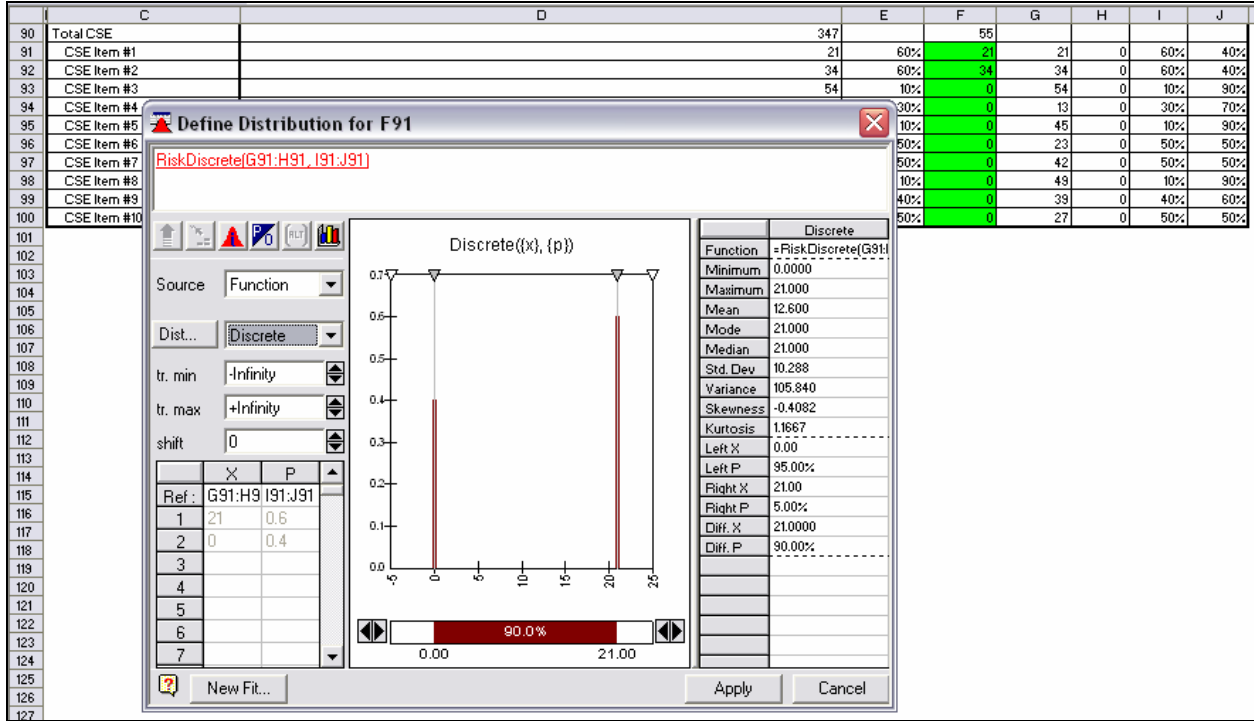 C D E F G H I J
90 Total CSE 347 55
91 CSE Item #1 21 60% 21 21 0 60% 40%
92 CSE Item #2 34 60% 34 34 0 60% 40%
93 CSE Item #3 54 10% 0 54 0 10% 90%
94 CSE Item #4 30% 0 13 0 30% 70%
95 CSE Item #5 10% 0 45 0 10% 90%
96 CSE Item #6 50% 0 23 0 50% 50%
97 CSE Item #7 50% 0 42 0 50% 50%
98 CSE Item #8 10% 0 49 0 10% 90%
99 CSE Item #9 40% 0 39 0 40% 60%
100 CSE Item #10 50% 0 27 0 50% 50%
101
102
103
104
105
106
107
108
109
110
111
112
113
114
115
116
117
118
119
120
121
122
123
124
125
126
127
Define Distribution for F91
RiskDiscrete(G91:H91, I91:J91)
P/O ALT
Source Function
Dist... Discrete
tr. min -Infinity
tr. max +Infinity
shift 0
X P
Ref : G91:H9 I91:J91
1 21 0.6
2 0 0.4
3
4
5
6
7
Discrete({x}, {p})
0.7
0.6
0.5
0.4
0.3
0.2
0.1
0.0
-5 0 5 10 15 20 25
90.0%
0.00 21.00
Discrete
Function =RiskDiscrete(G91:
Minimum 0.0000
Maximum 21.000
Mean 12.600
Mode 21.000
Median 21.000
Std. Dev 10.288
Variance 105.840
Skewness -0.4082
Kurtosis 1.1667
Left X 0.00
Left P 95.00%
Right X 21.00
Right P 5.00%
Diff. X 21.0000
Diff. P 90.00%
? New Fit... Apply Cancel